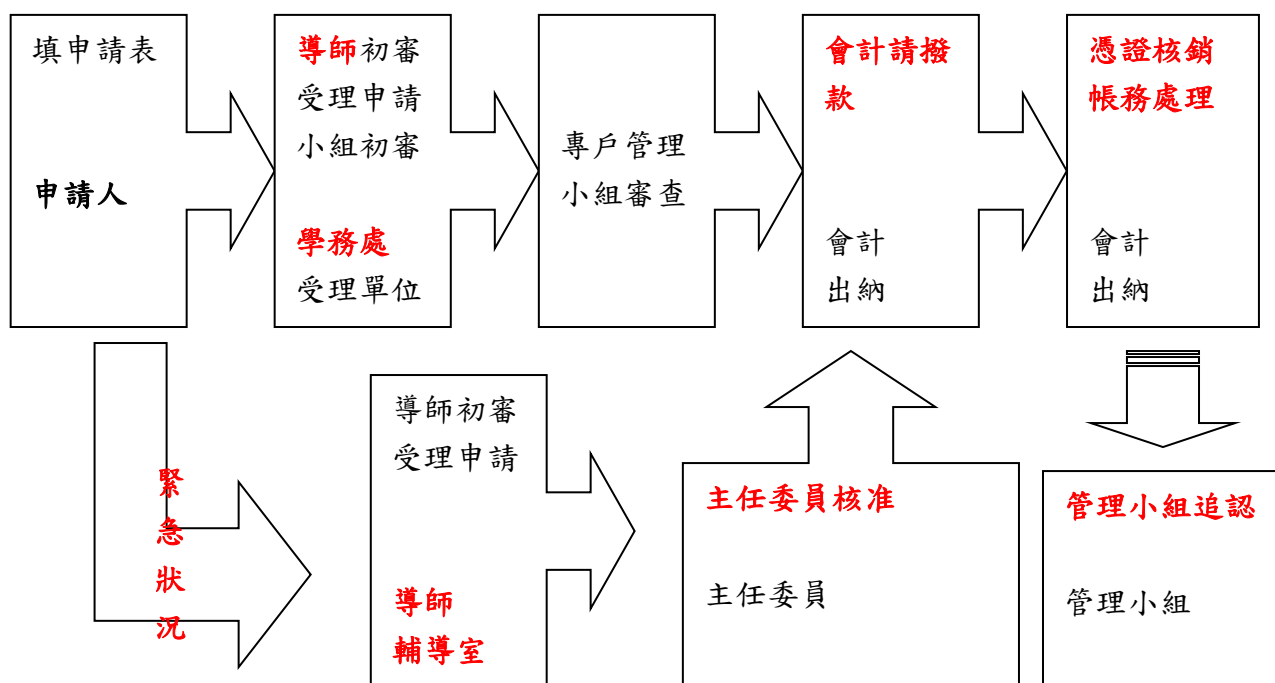 填申請表
申請人
導師初審
受理申請
小組初審
學務處
受理單位
專戶管理
小組審查
會計請撥
款
會計
出納
憑證核銷
帳務處理
會計
出納
緊
急
狀
況
導師初審
受理申請
導師
輔導室
主任委員核准
主任委員
管理小組追認
管理小組